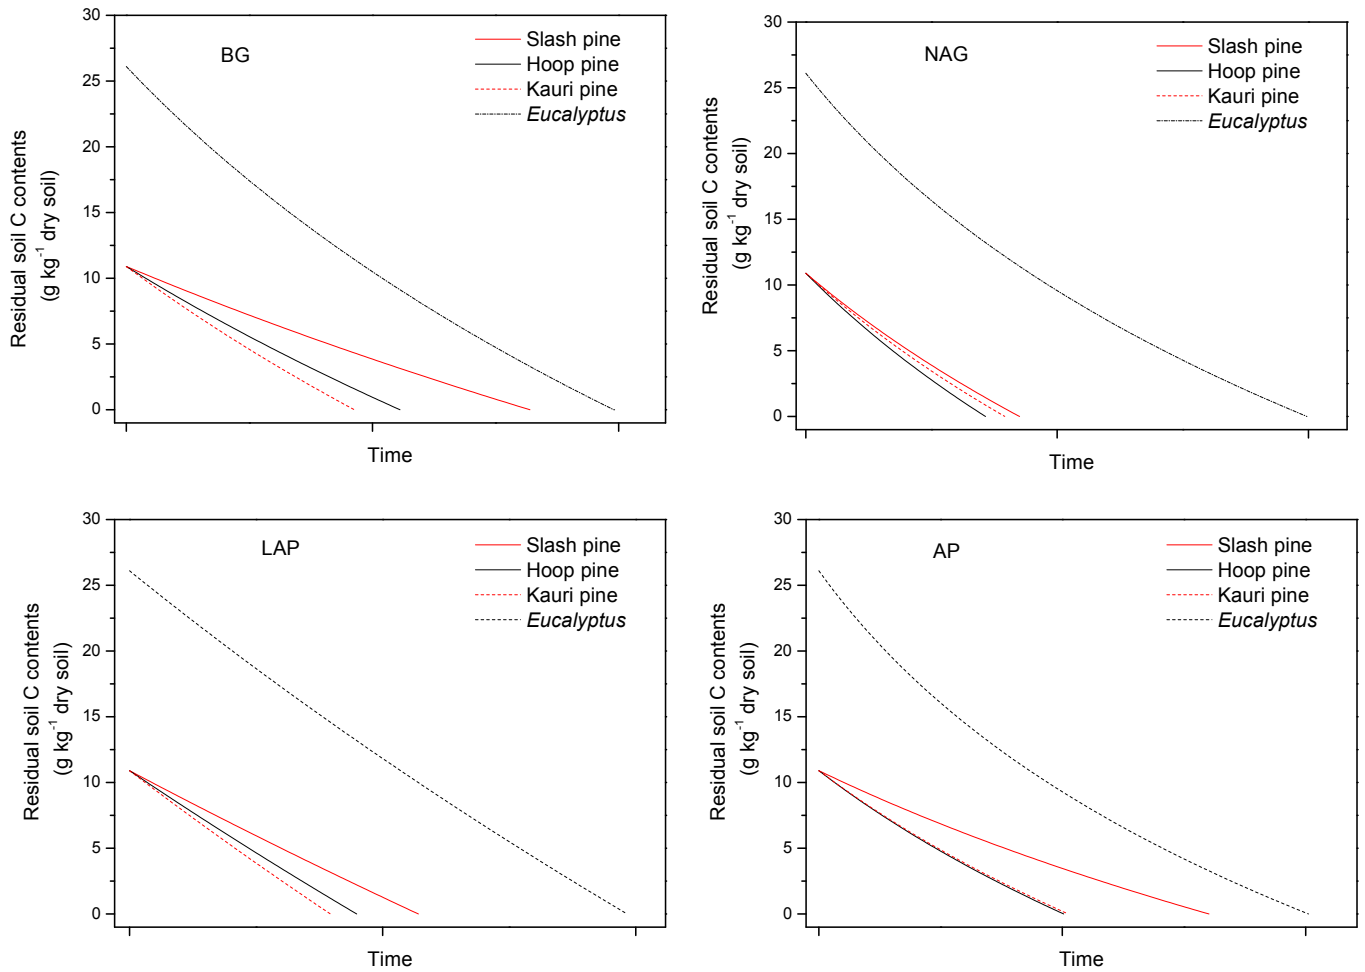 BG
Slash pine
Hoop pine
Kauri pine
Eucalyptus
30
25
20
15
10
5
0
Residual soil C contents
(g kg⁻¹ dry soil)
Time
NAG
Slash pine
Hoop pine
Kauri pine
Eucalyptus
30
25
20
15
10
5
0
Residual soil C contents
(g kg⁻¹ dry soil)
Time
LAP
Slash pine
Hoop pine
Kauri pine
Eucalyptus
30
25
20
15
10
5
0
Residual soil C contents
(g kg⁻¹ dry soil)
Time
AP
Slash pine
Hoop pine
Kauri pine
Eucalyptus
30
25
20
15
10
5
0
Residual soil C contents
(g kg⁻¹ dry soil)
Time